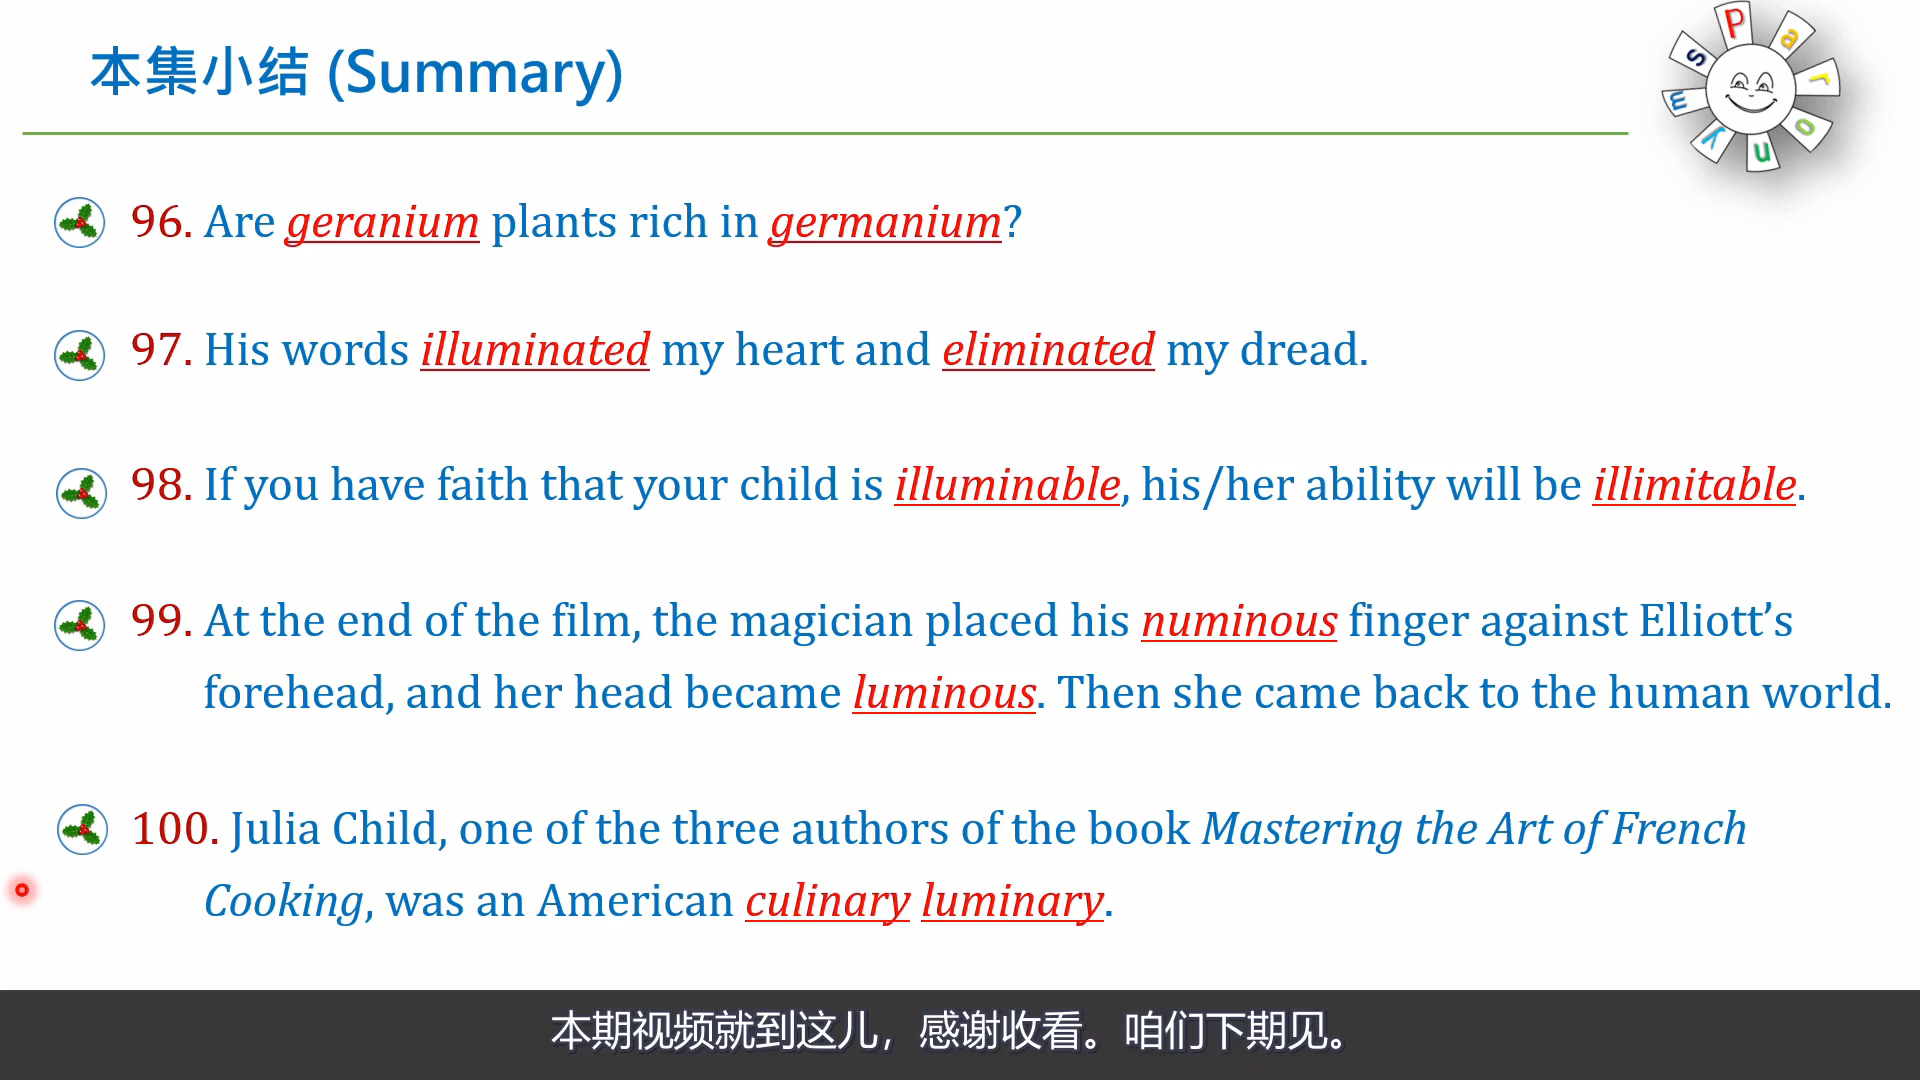 本集小结 (Summary)
Paronyms
96. Are geranium plants rich in germanium?
97. His words illuminated my heart and eliminated my dread.
98. If you have faith that your child is illuminable, his/her ability will be illimitable.
99. At the end of the film, the magician placed his numinous finger against Elliott’s
forehead, and her head became luminous. Then she came back to the human world.
100. Julia Child, one of the three authors of the book Mastering the Art of French
Cooking, was an American culinary luminary.
本期视频就到这儿，感谢收看。咱们下期见。